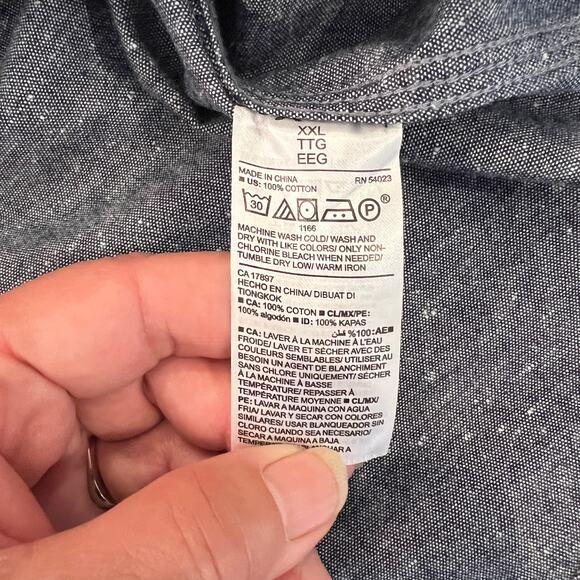 XXL
TTG
EEG
MADE IN CHINA RN 54023
■ US: 100% COTTON
30 P ®
1166
MACHINE WASH COLD/ WASH AND
DRY WITH LIKE COLORS/ ONLY NON-
CHLORINE BLEACH WHEN NEEDED/
TUMBLE DRY LOW/ WARM IRON
CA 17897
HECHO EN CHINA/ DIBUAT DI
TIONGKOK
■ CA: 100% COTTON ■ CL/MX/PE:
100% algodón ■ ID: 100% KAPAS
■ AE: 100% قطن
■ CA: LAVER À LA MACHINE À L'EAU
FROIDE/ LAVER ET SÉCHER AVEC DES
COULEURS SEMBLABLES/ UTILISER AU
BESOIN UN AGENT DE BLANCHIMENT
SANS CHLORE UNIQUEMENT/ SÉCHER
À LA MACHINE À BASSE
TEMPÉRATURE/ REPASSER À
TEMPÉRATURE MOYENNE ■ CL/MX/
PE: LAVAR A MAQUINA CON AGUA
FRIA/ LAVAR Y SECAR CON COLORES
SIMILARES/ USAR BLANQUEADOR SIN
CLORO CUANDO SEA NECESARIO/
SECAR A MAQUINA A BAJA